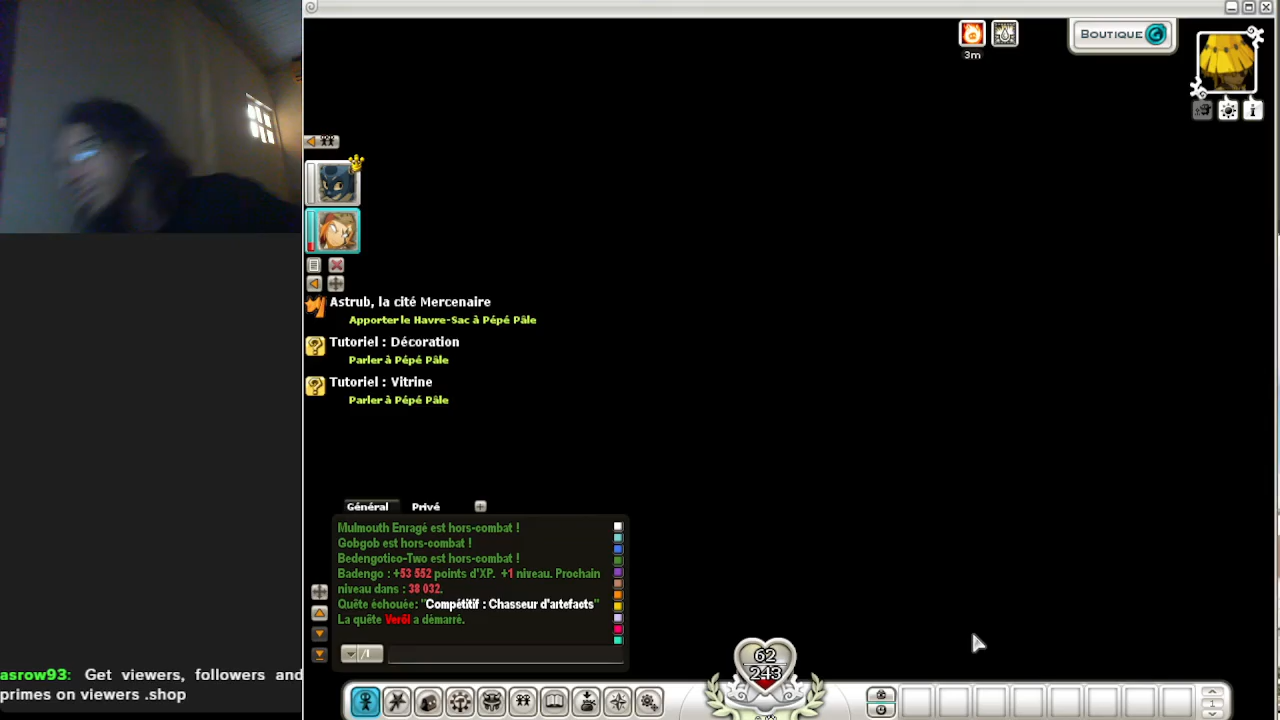 BOUTIQUE
3m
Astrub, la cité Mercenaire
Apporter le Havre-Sac à Pépé Pâle
Tutoriel : Décoration
Parler à Pépé Pâle
Tutoriel : Vitrine
Parler à Pépé Pâle
Général Privé
Mulmouth Enragé est hors-combat !
Gobgob est hors-combat !
Bedengotico-Two est hors-combat !
Badengo : +53 552 points d'XP. +1 niveau. Prochain
niveau dans : 38 032.
Quête échouée: "Compétitif : Chasseur d'artefacts"
La quête Veröl a démarré.
/l
62
243
1
asrow93: Get viewers, followers and
primes on viewers .shop